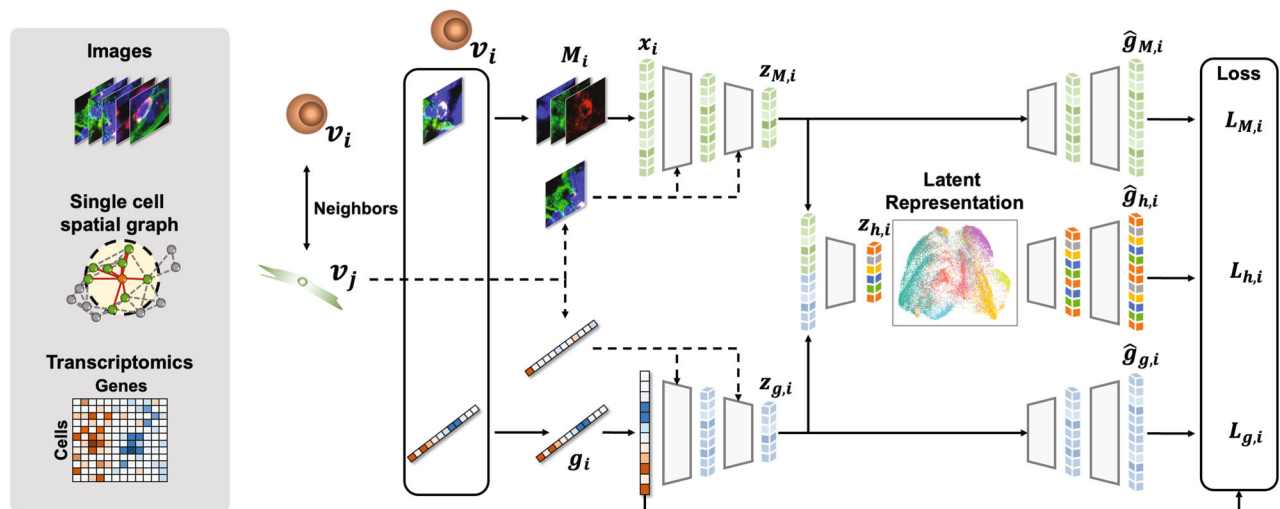 Images
Single cell
spatial graph
Transcriptomics
Genes
Cells
v_i
Neighbors
v_j
v_i
M_i
g_i
x_i
z_{M,i}
z_{g,i}
z_{h,i}
Latent
Representation
ĝ_{M,i}
ĝ_{h,i}
ĝ_{g,i}
Loss
L_{M,i}
L_{h,i}
L_{g,i}